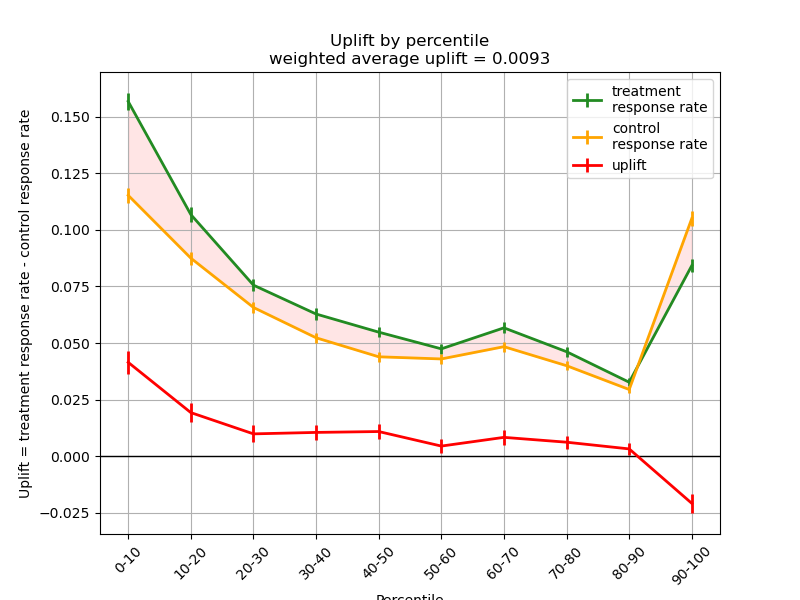 Uplift by percentile
weighted average uplift = 0.0093
Uplift = treatment response rate - control response rate
0.150
0.125
0.100
0.075
0.050
0.025
0.000
−0.025
treatment
response rate
control
response rate
uplift
0-10
10-20
20-30
30-40
40-50
50-60
60-70
70-80
80-90
90-100
Percentile